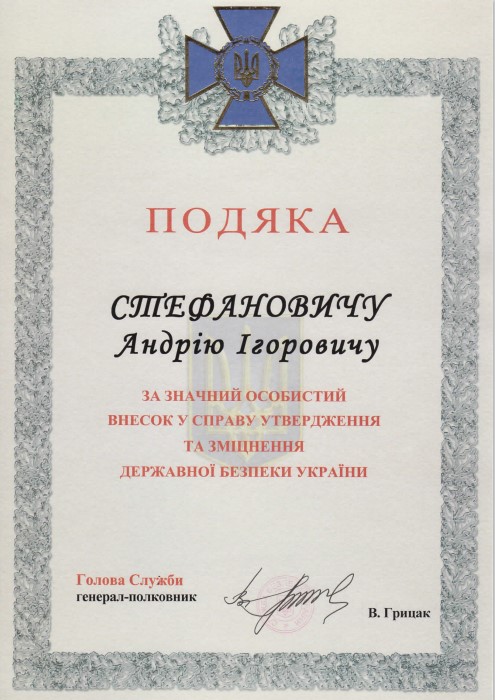 ПОДЯКА
СТЕФАНОВИЧУ
Андрію Ігоровичу
ЗА ЗНАЧНИЙ ОСОБИСТИЙ
ВНЕСОК У СПРАВУ УТВЕРДЖЕННЯ
ТА ЗМІЦНЕННЯ
ДЕРЖАВНОЇ БЕЗПЕКИ УКРАЇНИ
Голова Служби
генерал-полковник
В. Грицак